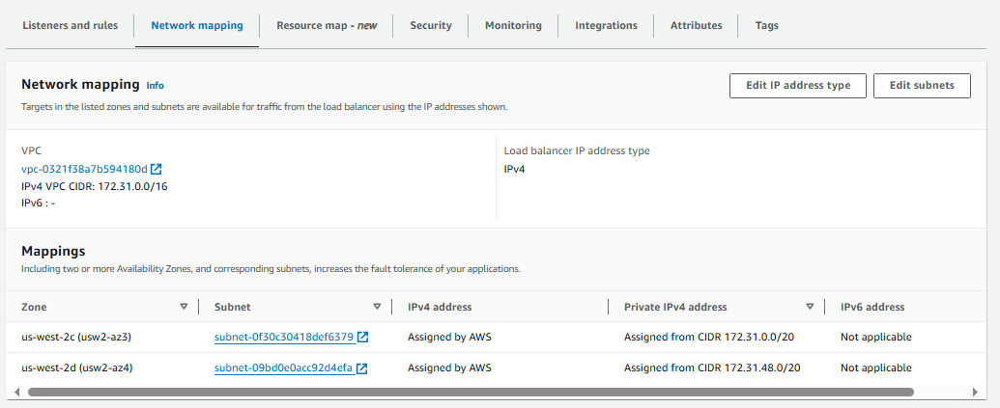 Listeners and rules Network mapping Resource map - new Security Monitoring Integrations Attributes Tags
Network mapping Info Edit IP address type Edit subnets
Targets in the listed zones and subnets are available for traffic from the load balancer using the IP addresses shown.
VPC Load balancer IP address type
vpc-0321f38a7b594180d IPv4
IPv4 VPC CIDR: 172.31.0.0/16
IPv6 : -
Mappings
Including two or more Availability Zones, and corresponding subnets, increases the fault tolerance of your applications.
Zone Subnet IPv4 address Private IPv4 address IPv6 address
us-west-2c (usw2-az3) subnet-0f30c30418def6379 Assigned by AWS Assigned from CIDR 172.31.0.0/20 Not applicable
us-west-2d (usw2-az4) subnet-09bd0e0acc92d4efa Assigned by AWS Assigned from CIDR 172.31.48.0/20 Not applicable